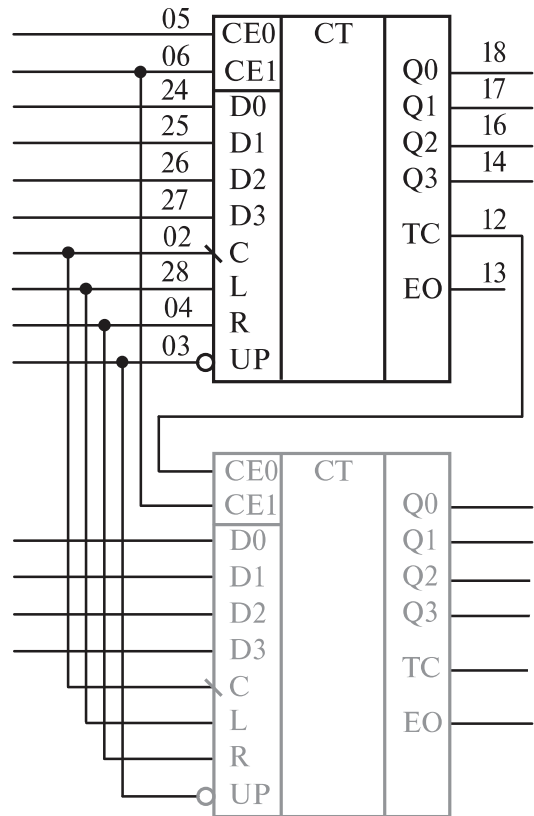 05 CE0 CT
06 CE1 Q0 18
24 D0 Q1 17
25 D1 Q2 16
26 D2 Q3 14
27 D3
02 C TC 12
28 L EO 13
04 R
03 UP
CE0 CT
CE1 Q0
D0 Q1
D1 Q2
D2 Q3
D3
C TC
L EO
R
UP